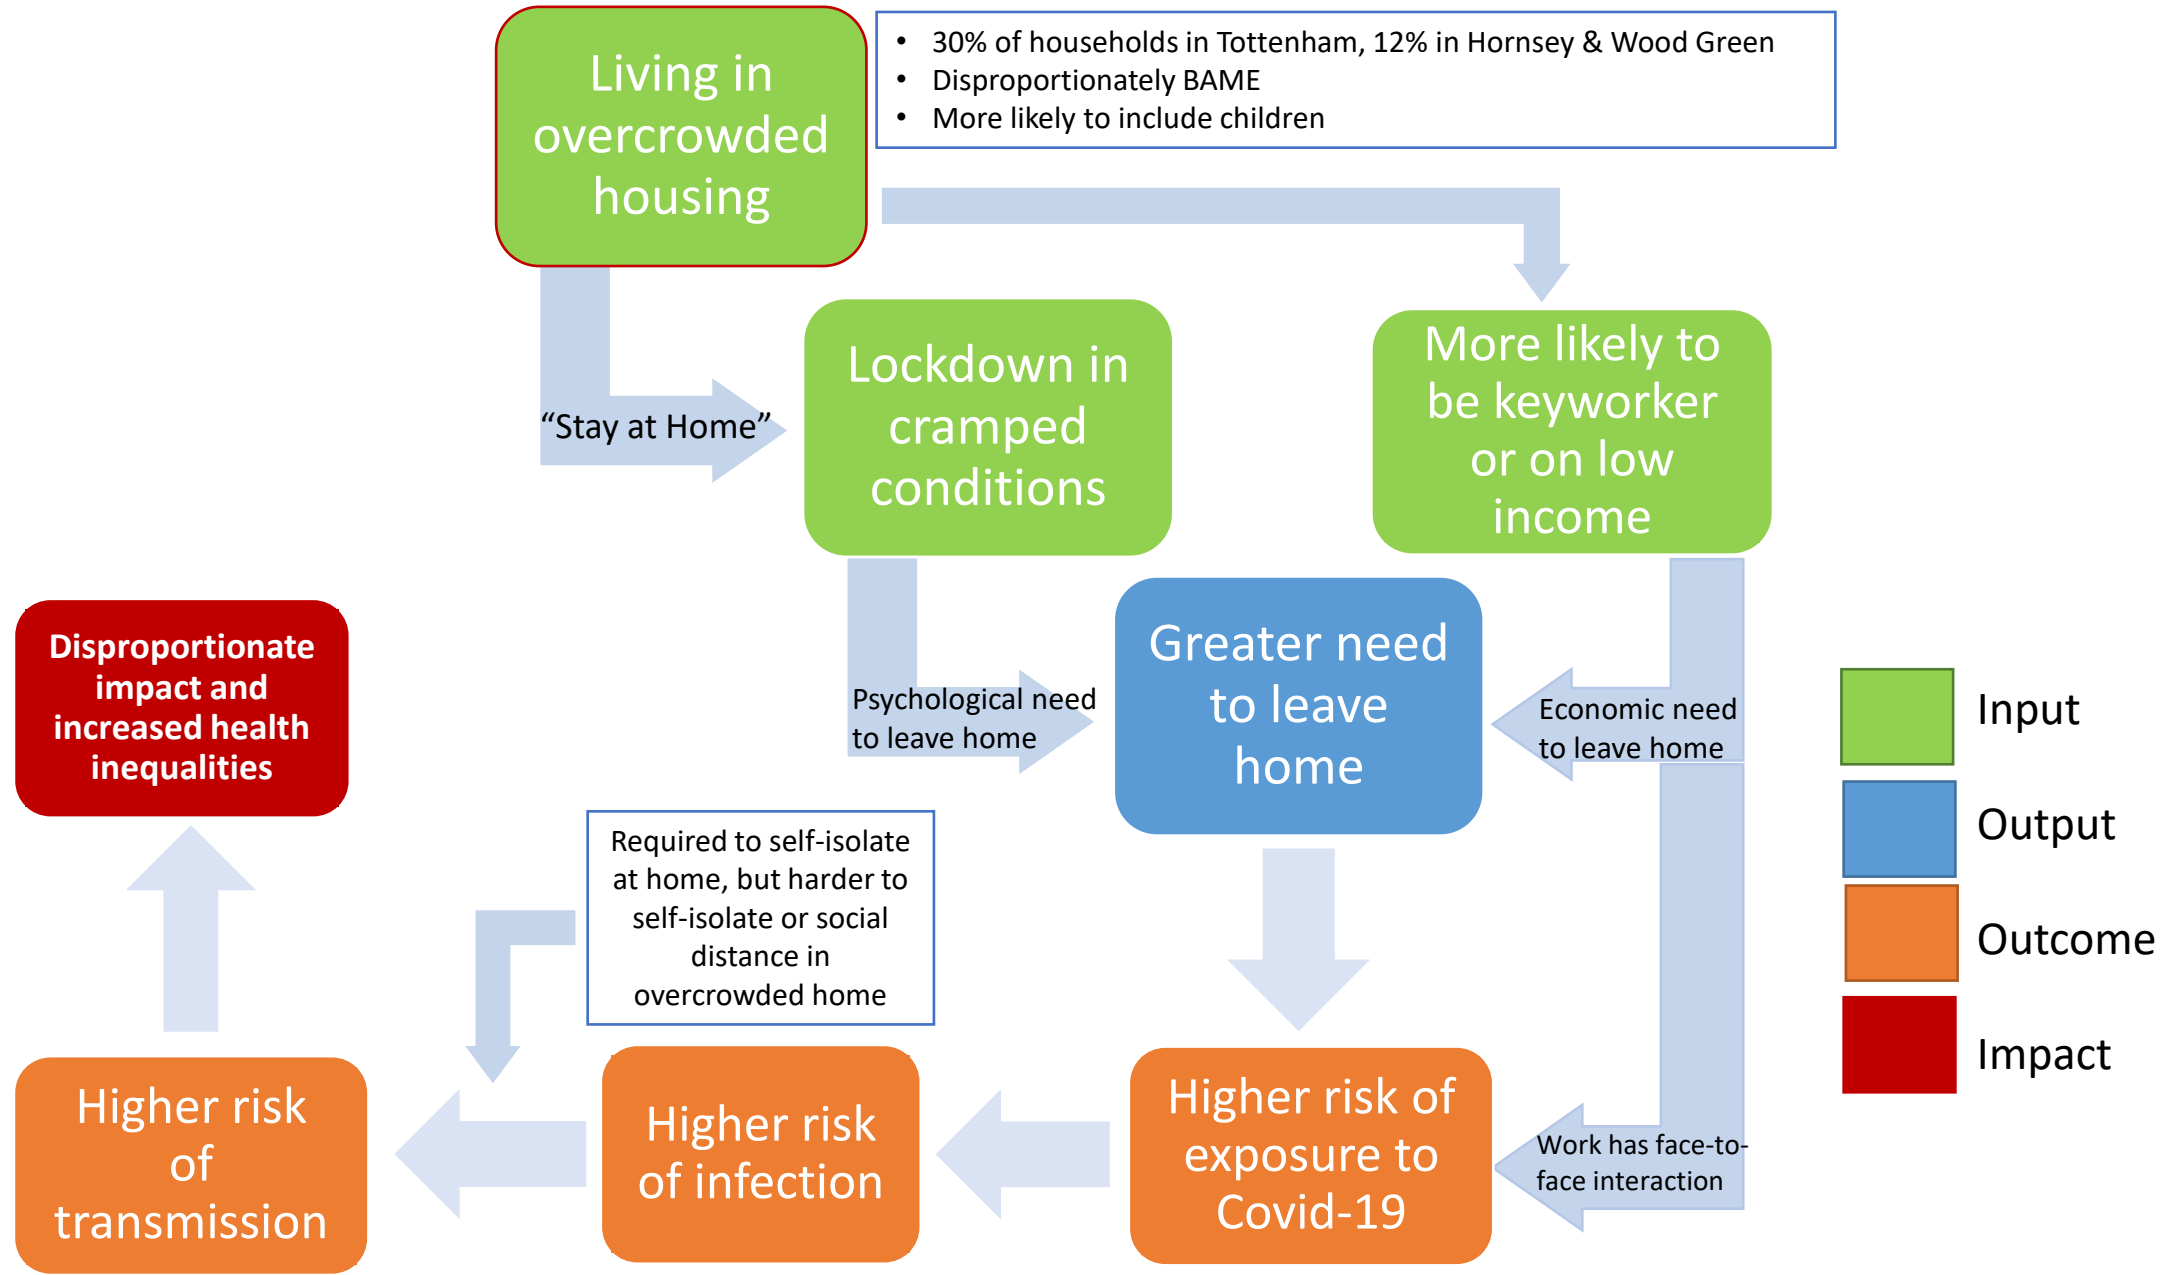 Living in
overcrowded
housing
• 30% of households in Tottenham, 12% in Hornsey & Wood Green
• Disproportionately BAME
• More likely to include children
“Stay at Home”
Lockdown in
cramped
conditions
More likely to
be keyworker
or on low
income
Psychological need
to leave home
Greater need
to leave
home
Economic need
to leave home
Disproportionate
impact and
increased health
inequalities
Required to self-isolate
at home, but harder to
self-isolate or social
distance in
overcrowded home
Higher risk
of
transmission
Higher risk
of infection
Higher risk of
exposure to
Covid-19
Work has face-to-
face interaction
Input
Output
Outcome
Impact